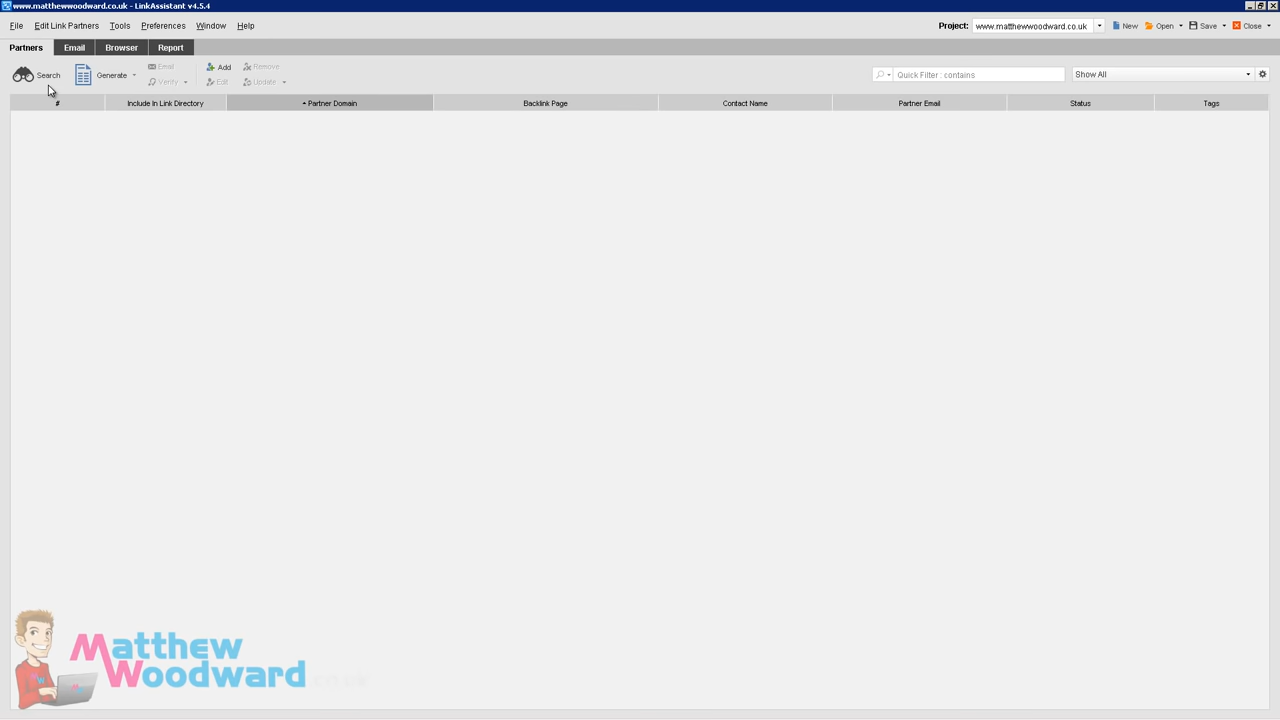 www.matthewwoodward.co.uk - LinkAssistant v4.5.4
File Edit Link Partners Tools Preferences Window Help Project: www.matthewwoodward.co.uk New Open Save Close
Partners Email Browser Report
Search Generate Email Verify Add Edit Remove Update Quick Filter : contains Show All
# Include In Link Directory Partner Domain Backlink Page Contact Name Partner Email Status Tags
Matthew
Woodward.co.uk